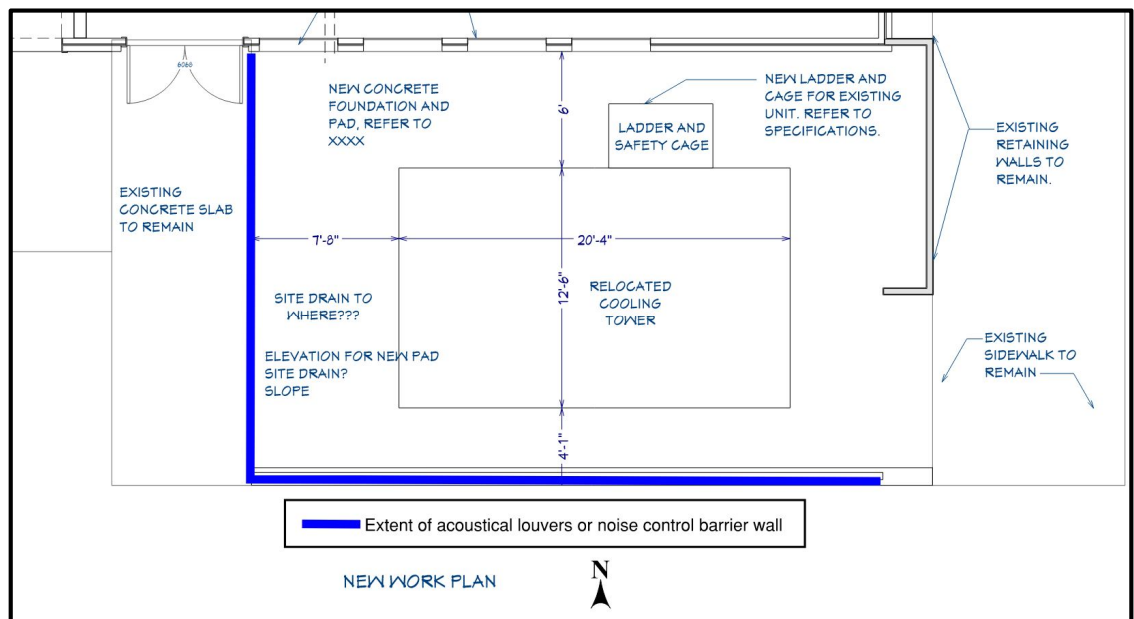 6068
NEW CONCRETE
FOUNDATION AND
PAD, REFER TO
XXXX
6'
LADDER AND
SAFETY CAGE
NEW LADDER AND
CAGE FOR EXISTING
UNIT. REFER TO
SPECIFICATIONS.
EXISTING
RETAINING
WALLS TO
REMAIN.
EXISTING
CONCRETE SLAB
TO REMAIN
7'-8"
20'-4"
12'-6"
RELOCATED
COOLING
TOWER
SITE DRAIN TO
WHERE???
ELEVATION FOR NEW PAD
SITE DRAIN?
SLOPE
EXISTING
SIDEWALK TO
REMAIN
4'-1"
Extent of acoustical louvers or noise control barrier wall
NEW WORK PLAN
N